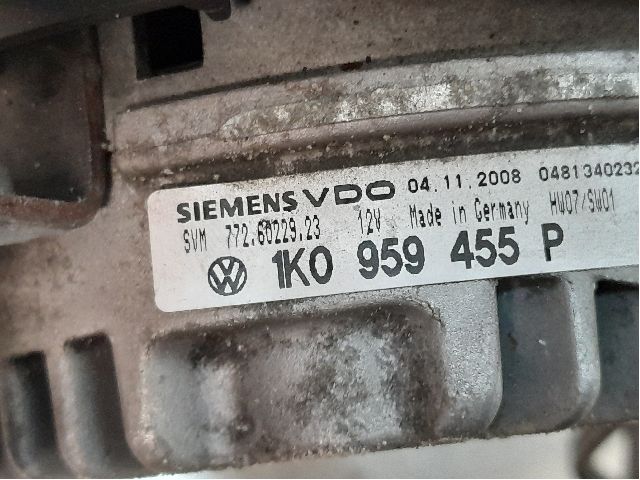 SIEMENS VDO 04.11.2008 0481340232
SVM 772.60229.23 12V Made in Germany HW07/SW01
VW 1K0 959 455 P